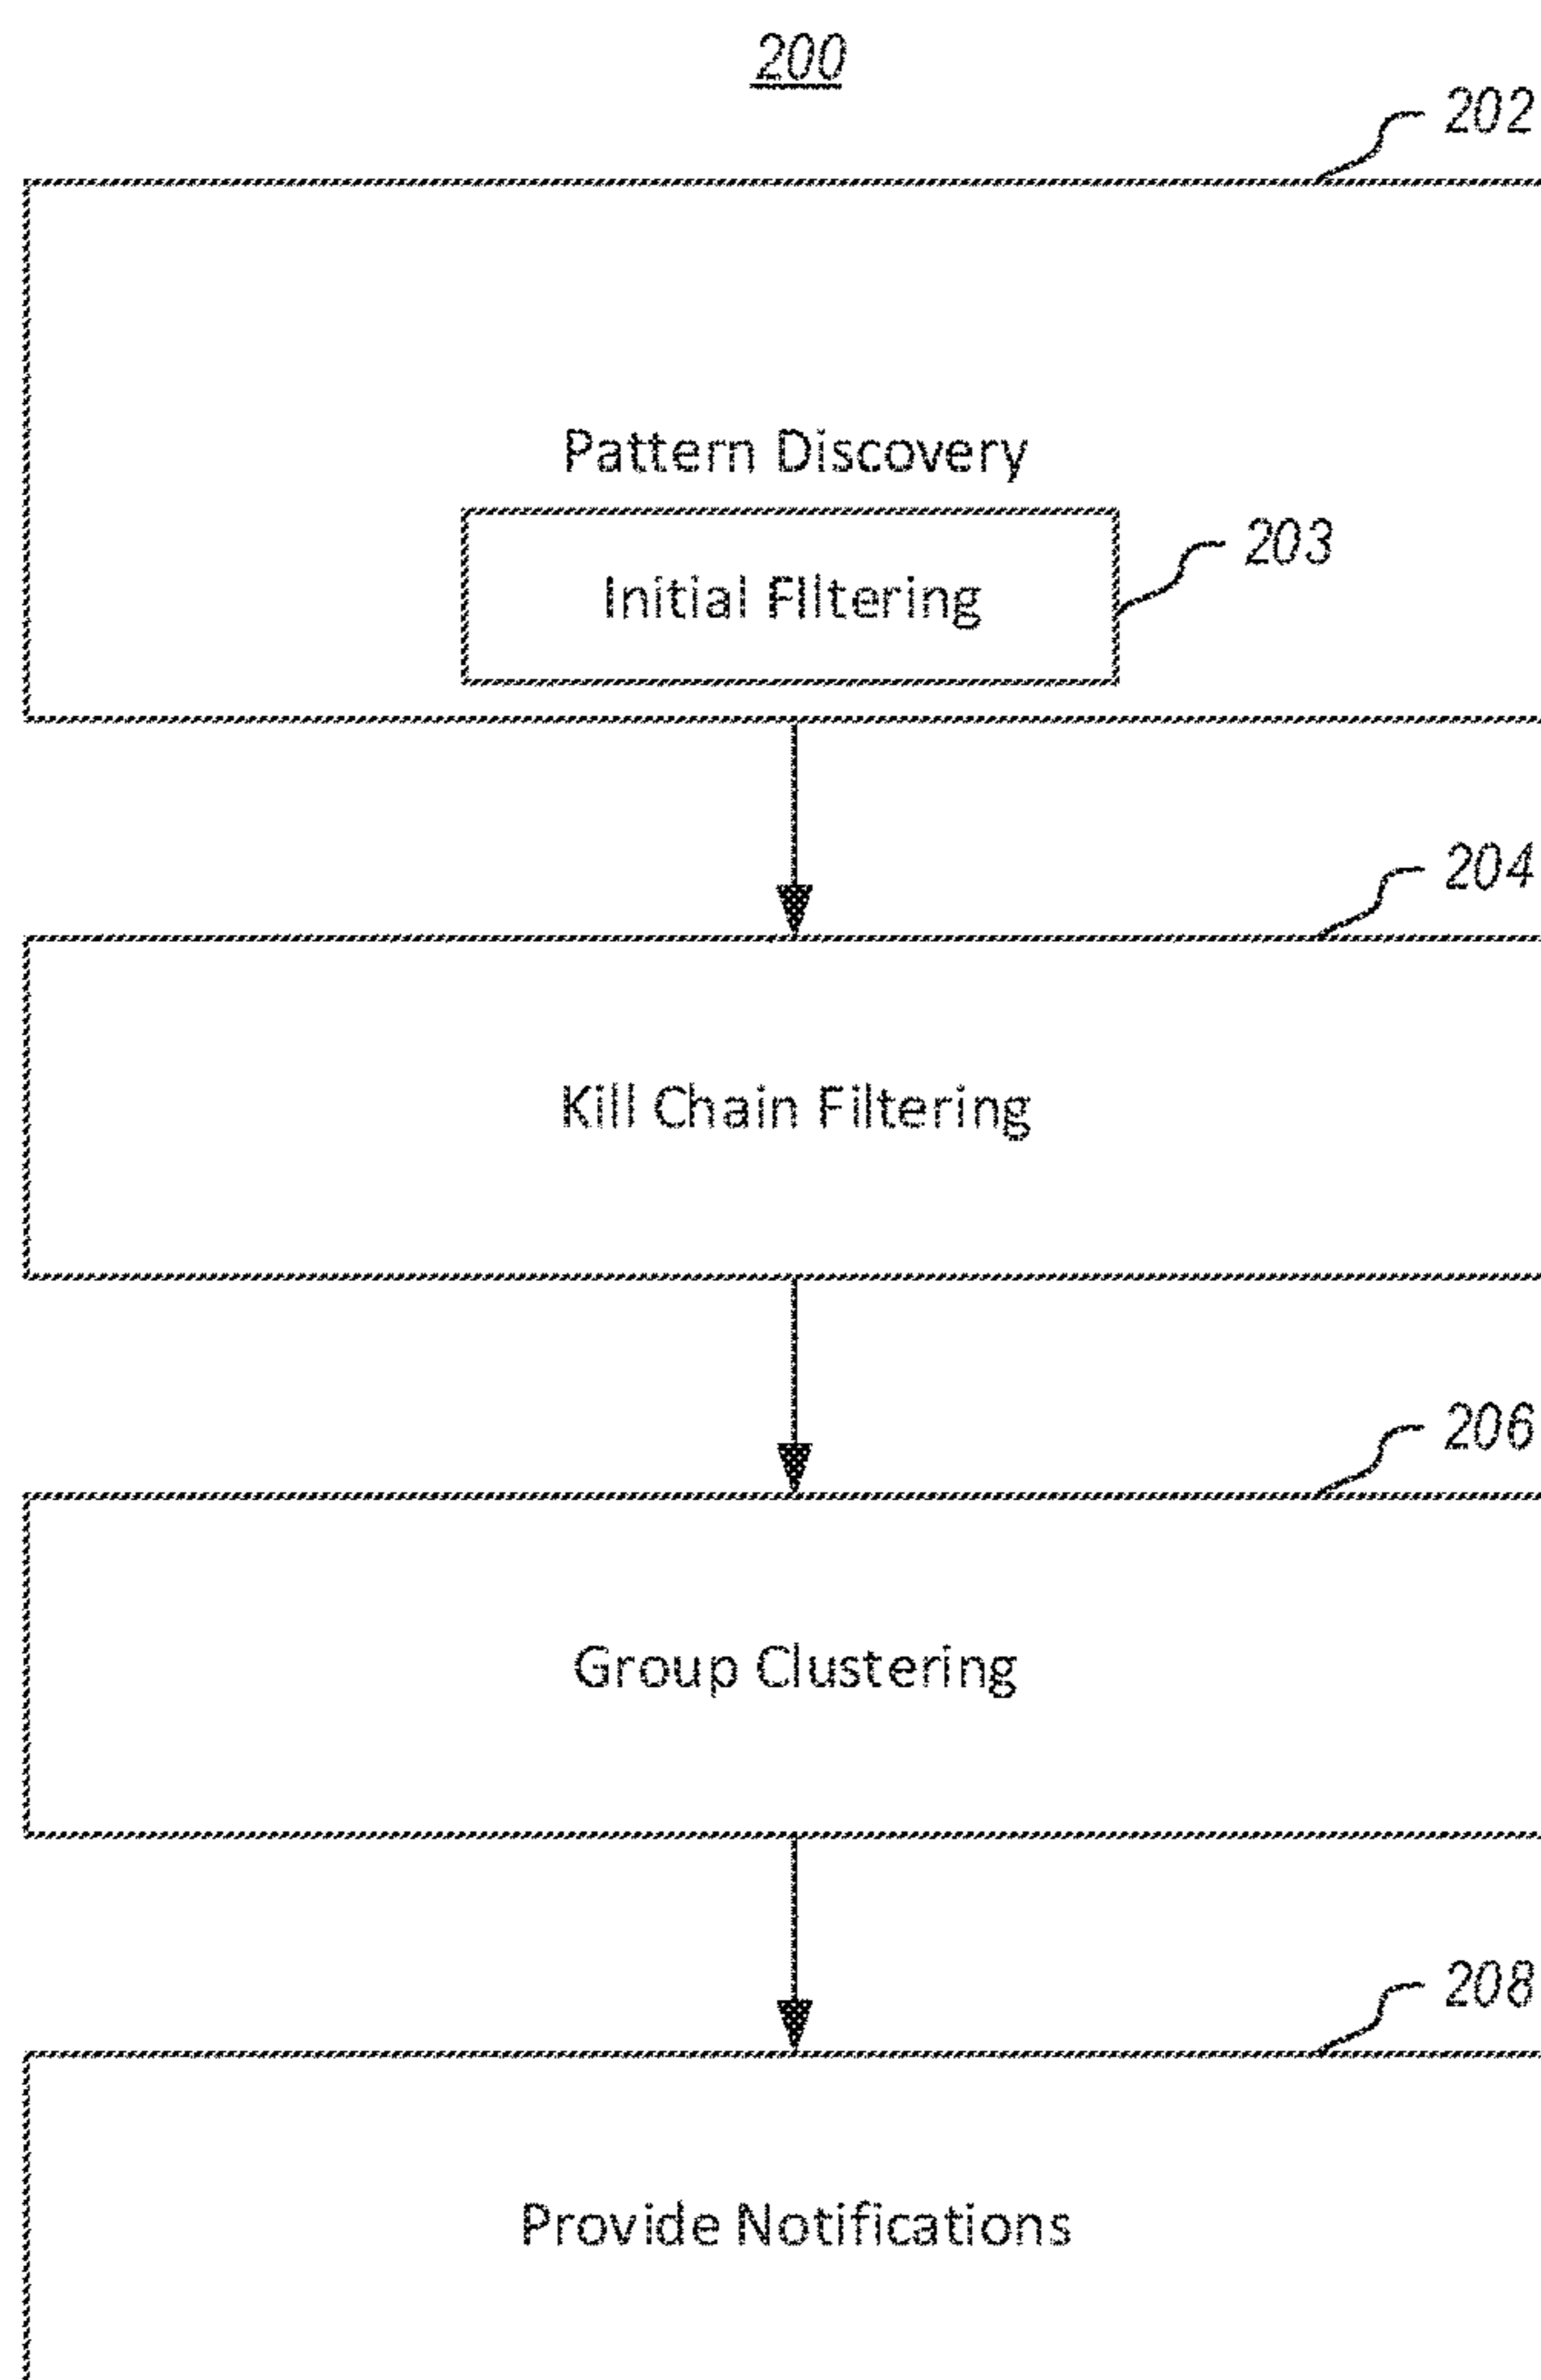 200
202
Pattern Discovery
Initial FIltering
203
204
Kill Chain Filtering
206
Group Clustering
208
Provide Notifications